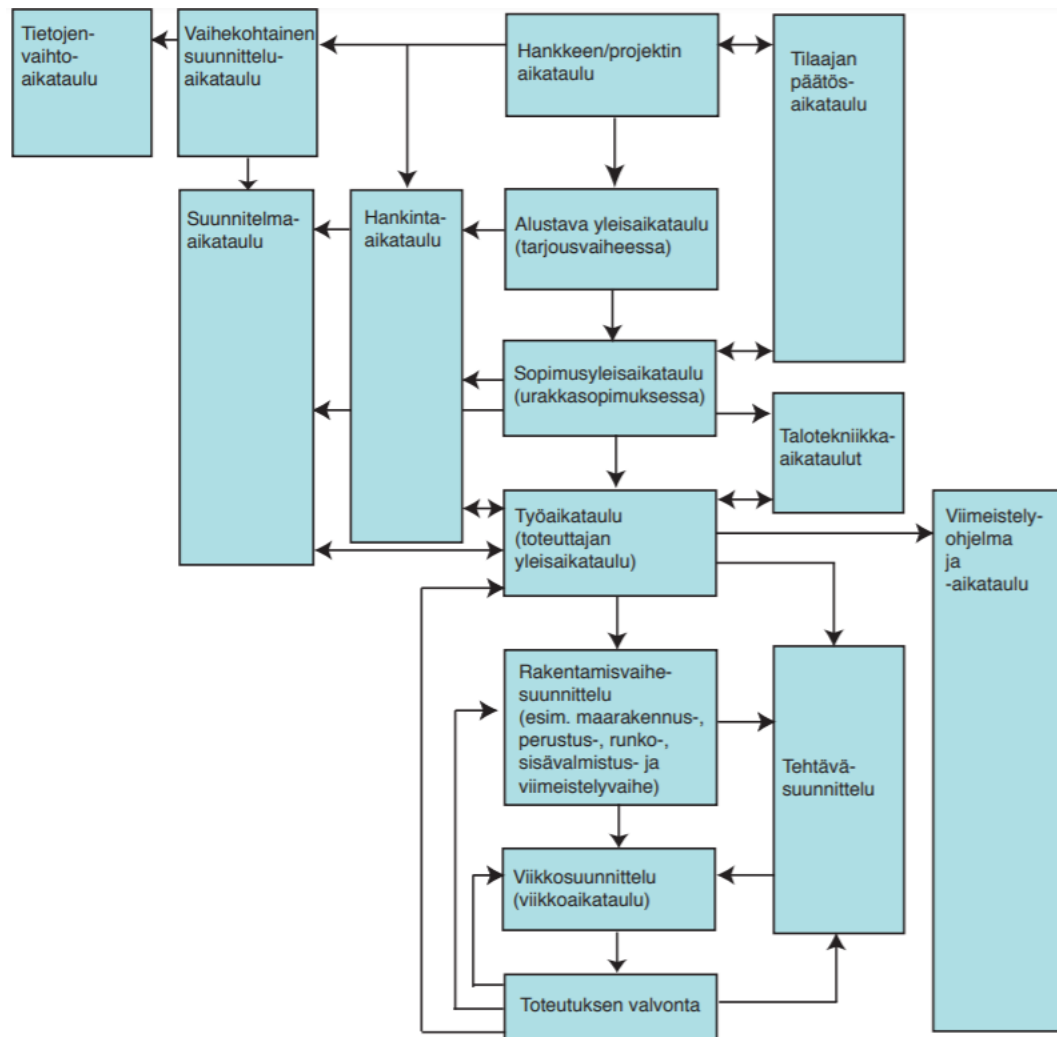 Tietojen-
vaihto-
aikataulu
Vaihekohtainen
suunnittelu-
aikataulu
Hankkeen/projektin
aikataulu
Tilaajan
päätös-
aikataulu
Suunnitelma-
aikataulu
Hankinta-
aikataulu
Alustava yleisaikataulu
(tarjousvaiheessa)
Sopimusyleisaikataulu
(urakkasopimuksessa)
Talotekniikka-
aikataulut
Työaikataulu
(toteuttajan
yleisaikataulu)
Viimeistely-
ohjelma
ja
-aikataulu
Rakentamisvaihe-
suunnittelu
(esim. maarakennus-,
perustus-, runko-,
sisävalmistus- ja
viimeistelyvaihe)
Tehtävä-
suunnittelu
Viikkosuunnittelu
(viikkoaikataulu)
Toteutuksen valvonta